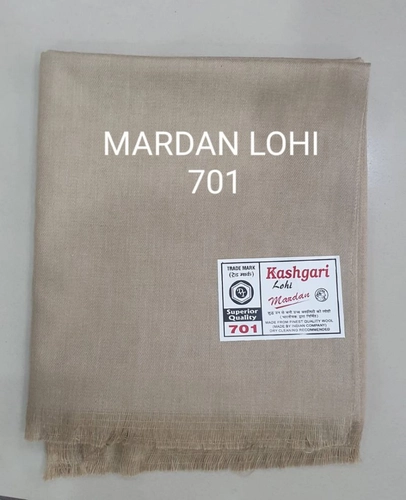 MARDAN LOHI
701
TRADE MARK
(ट्रेड मार्क)
Superior
Quality
701
Kashgari
Lohi
Mardan
MADE FROM FINEST QUALITY WOOL
(MADE BY INDIAN COMPANY)
DRY CLEANING RECOMMENDED